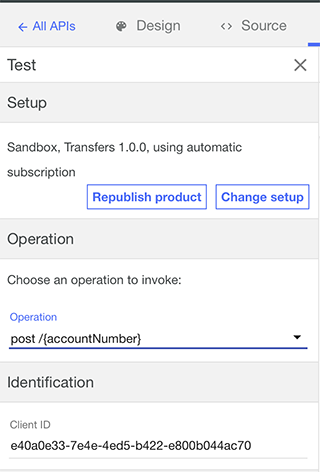 ← All APIs Design <> Source
Test
Setup
Sandbox, Transfers 1.0.0, using automatic
subscription
Republish product Change setup
Operation
Choose an operation to invoke:
Operation
post /{accountNumber}
Identification
Client ID
e40a0e33-7e4e-4ed5-b422-e800b044ac70